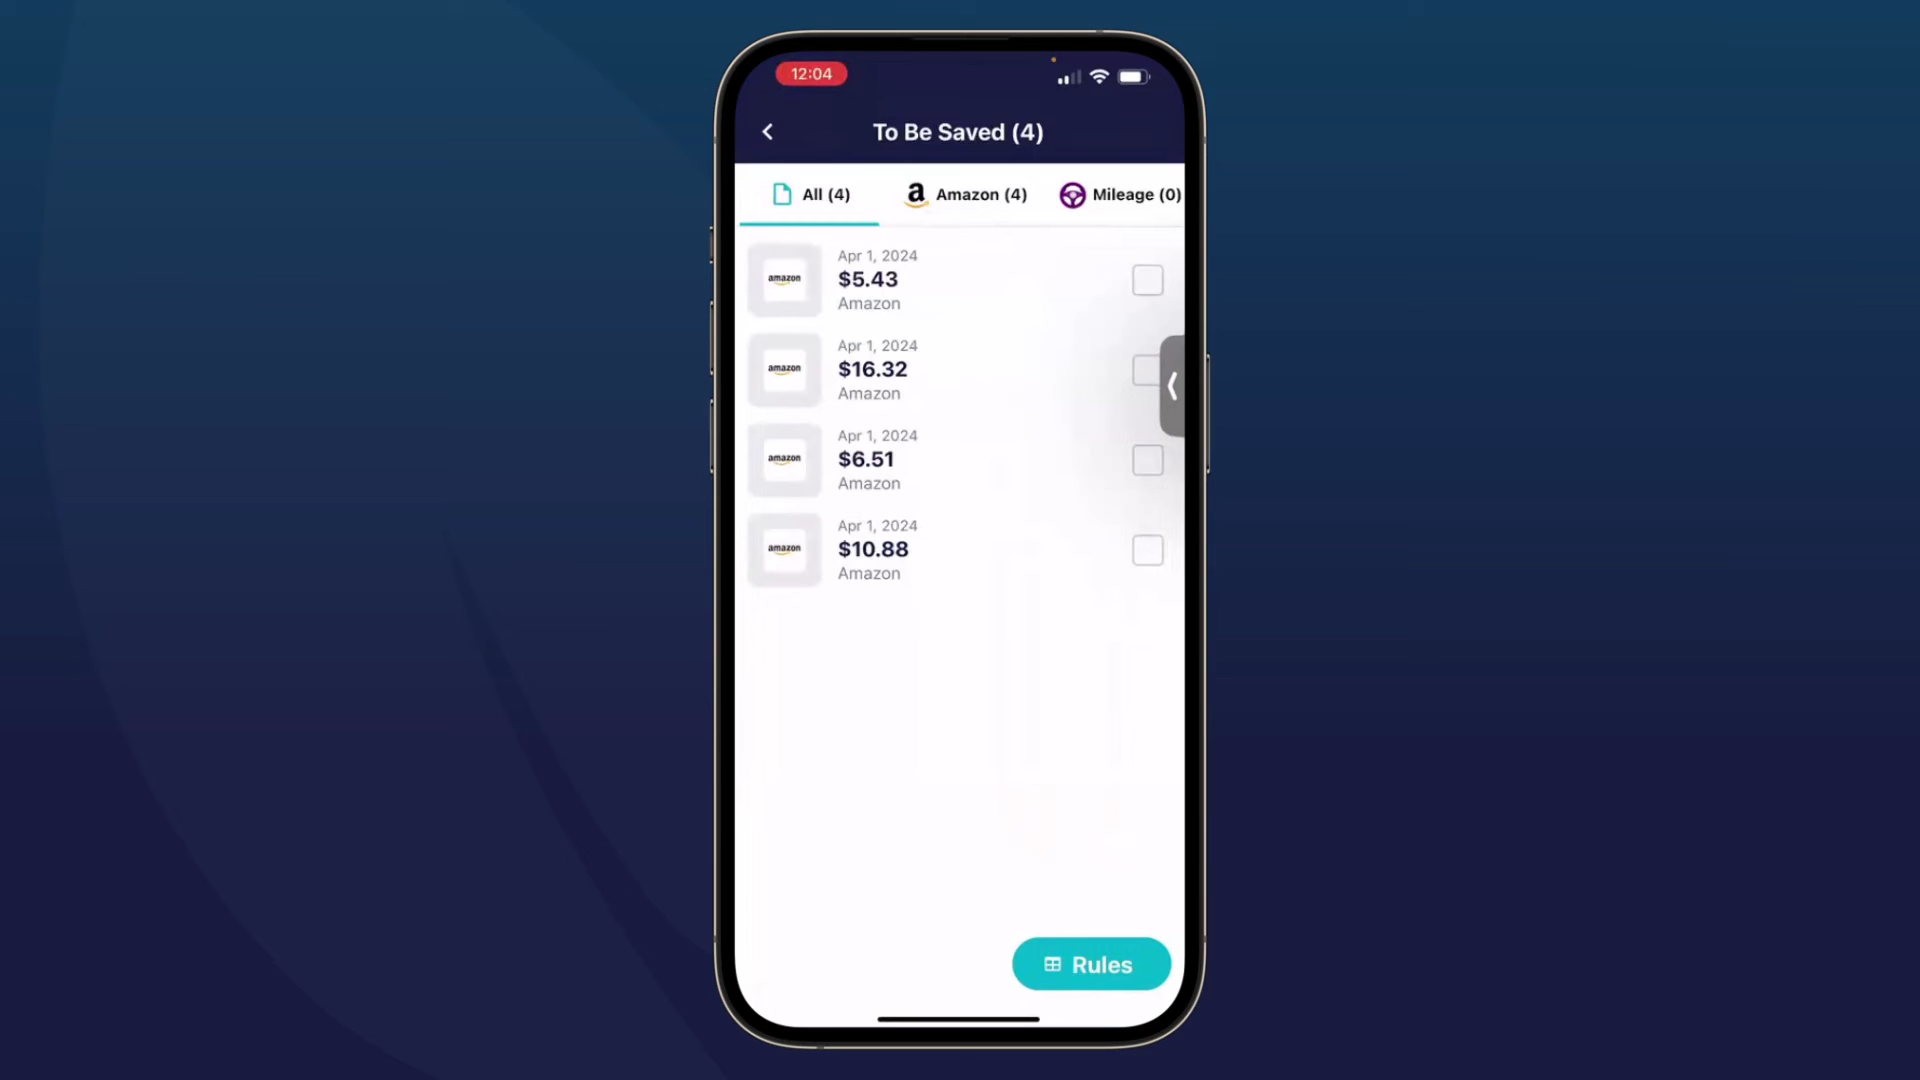 12:04
To Be Saved (4)
All (4)
a Amazon (4)
Mileage (0)
amazon
Apr 1, 2024
$5.43
Amazon
amazon
Apr 1, 2024
$16.32
Amazon
amazon
Apr 1, 2024
$6.51
Amazon
amazon
Apr 1, 2024
$10.88
Amazon
Rules